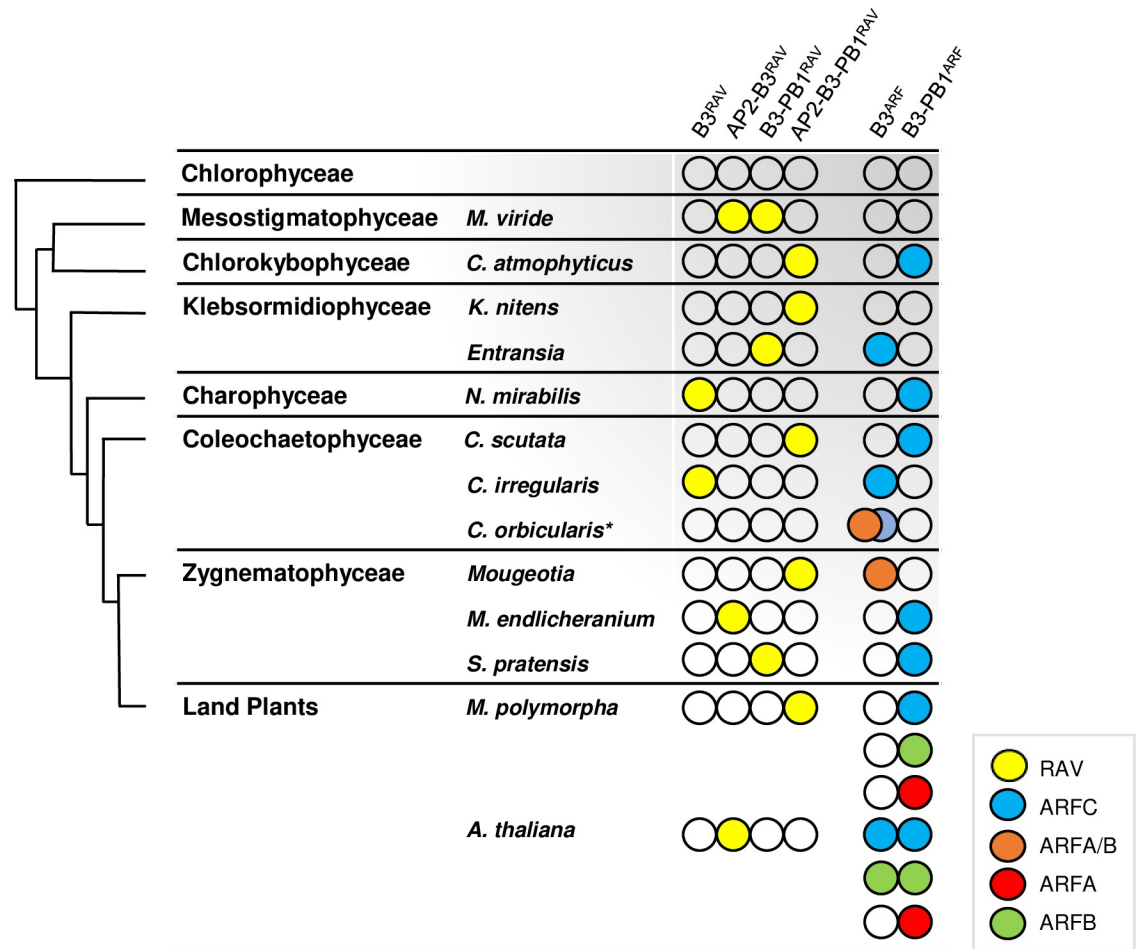 B3RAV
AP2-B3RAV
B3-PB1RAV
AP2-B3-PB1RAV
B3ARF
B3-PB1ARF
Chlorophyceae
Mesostigmatophyceae M. viride
Chlorokybophyceae C. atmophyticus
Klebsormidiophyceae K. nitens
Entransia
Charophyceae N. mirabilis
Coleochaetophyceae C. scutata
C. irregularis
C. orbicularis*
Zygnematophyceae Mougeotia
M. endlicheranium
S. pratensis
Land Plants M. polymorpha
A. thaliana
RAV
ARFC
ARFA/B
ARFA
ARFB